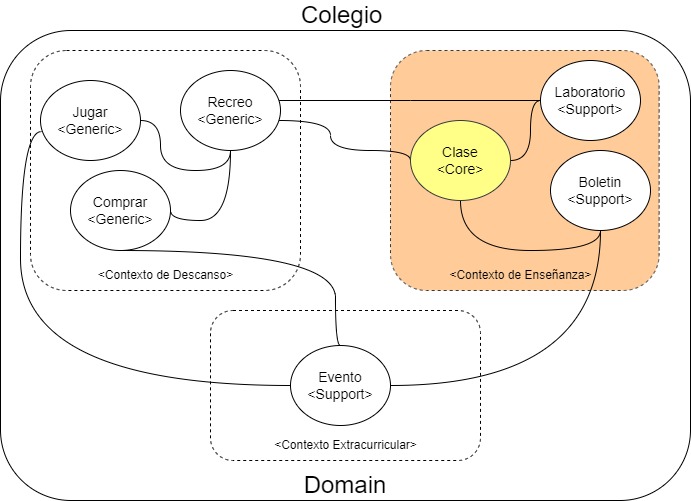 Colegio
Jugar
<Generic>
Recreo
<Generic>
Comprar
<Generic>
<Contexto de Descanso>
Laboratorio
<Support>
Clase
<Core>
Boletin
<Support>
<Contexto de Enseñanza>
Evento
<Support>
<Contexto Extracurricular>
Domain